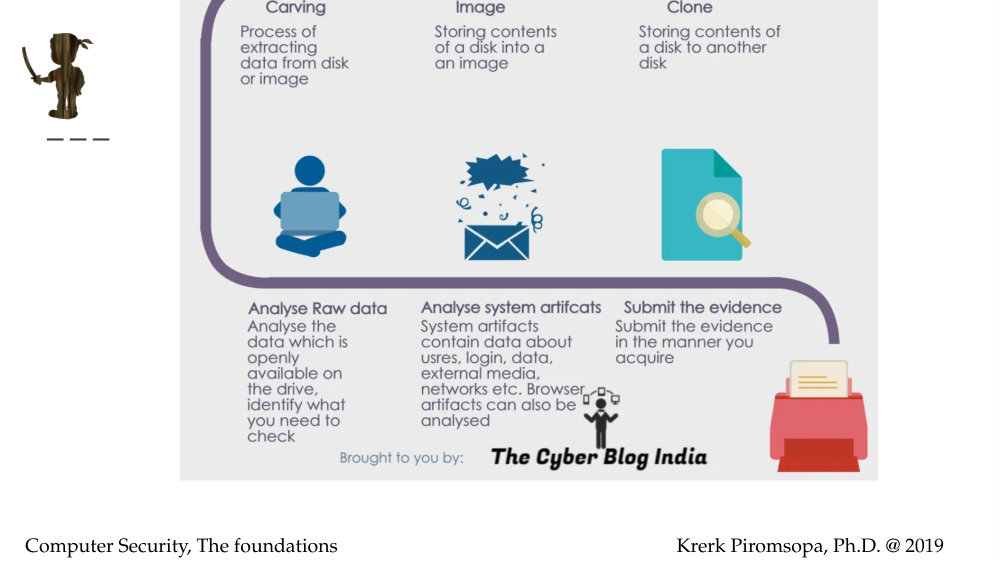 Carving
Process of
extracting
data from disk
or image
Image
Storing contents
of a disk into a
an image
Clone
Storing contents of
a disk to another
disk
Analyse Raw data
Analyse the
data which is
openly
available on
the drive,
identify what
you need to
check
Analyse system artifcats
System artifacts
contain data about
usres, login, data,
external media,
networks etc. Browser
artifacts can also be
analysed
Submit the evidence
Submit the evidence
in the manner you
acquire
Brought to you by:
The Cyber Blog India
Computer Security, The foundations
Krerk Piromsopa, Ph.D. @ 2019